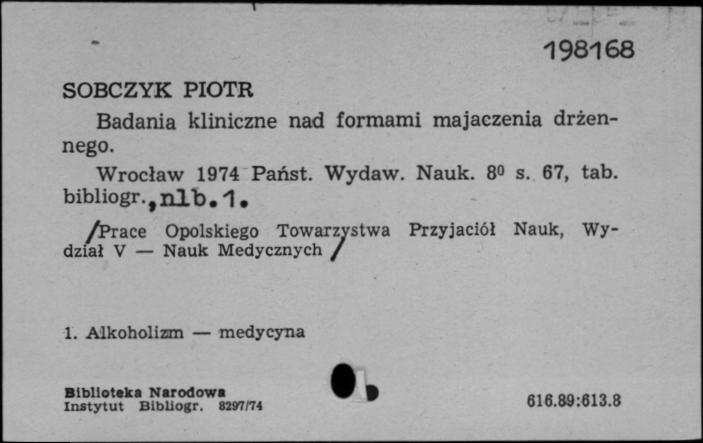 198168
SOBCZYK PIOTR
Badania kliniczne nad formami majaczenia drżen-
nego.
Wrocław 1974 Państ. Wydaw. Nauk. 8⁰ s. 67, tab.
bibliogr., nlb. 1.
/Prace Opolskiego Towarzystwa Przyjaciół Nauk, Wy-
dział V — Nauk Medycznych /
1. Alkoholizm — medycyna
Biblioteka Narodowa
Instytut Bibliogr. 8297/74
616.89:613.8